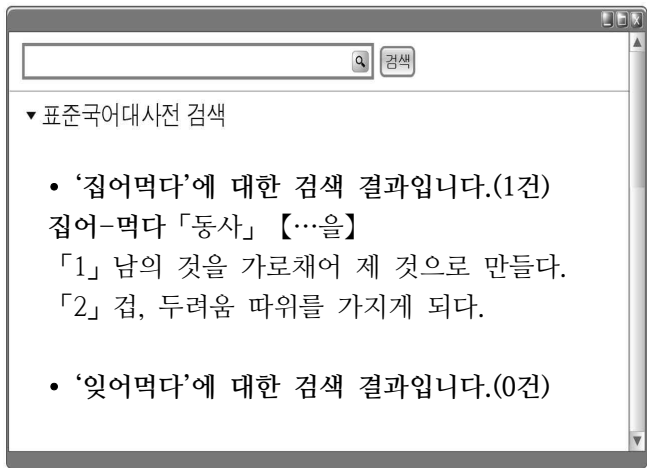 검색
▼ 표준국어대사전 검색
• ‘집어먹다’에 대한 검색 결과입니다.(1건)
집어-먹다「동사」【…을】
「1」남의 것을 가로채어 제 것으로 만들다.
「2」겁, 두려움 따위를 가지게 되다.
• ‘잊어먹다’에 대한 검색 결과입니다.(0건)